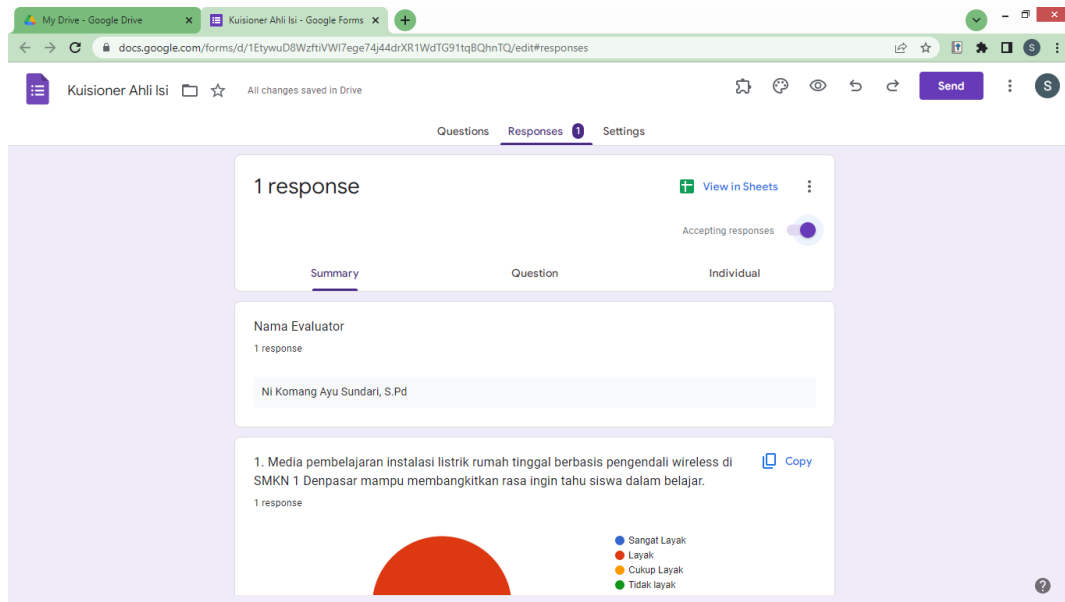 My Drive - Google Drive
Kuisioner Ahli Isi - Google Forms
docs.google.com/forms/d/1EtywuD8WzftiVWI7ege74j44drXR1WdTG91tqBQhnTQ/edit#responses
S
Kuisioner Ahli Isi
All changes saved in Drive
Send
S
Questions
Responses 1
Settings
1 response
View in Sheets
Accepting responses
Summary
Question
Individual
Nama Evaluator
1 response
Ni Komang Ayu Sundari, S.Pd
1. Media pembelajaran instalasi listrik rumah tinggal berbasis pengendali wireless di
SMKN 1 Denpasar mampu membangkitkan rasa ingin tahu siswa dalam belajar.
Copy
1 response
Sangat Layak
Layak
Cukup Layak
Tidak layak